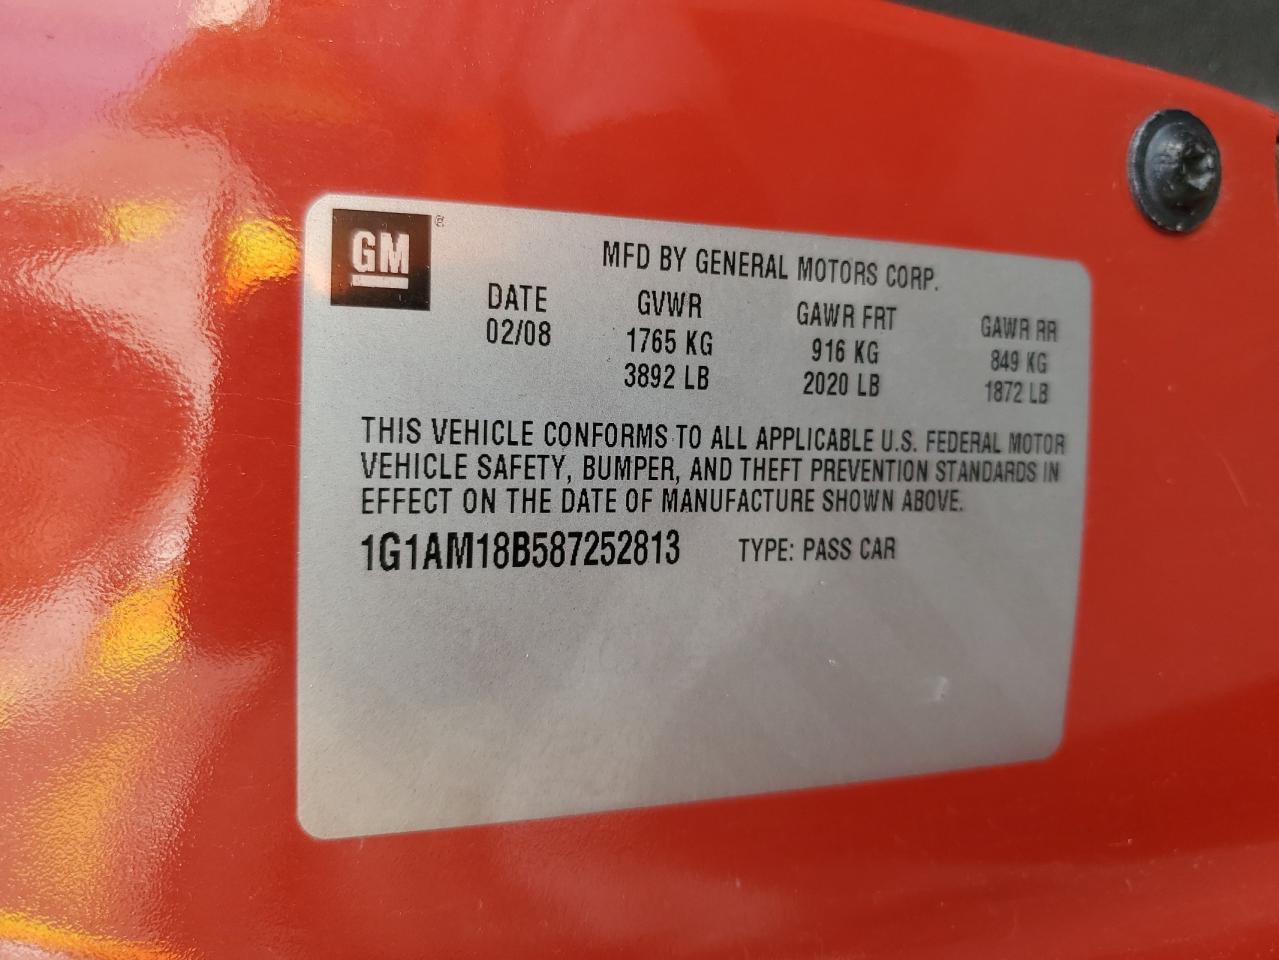 GM ®
MFD BY GENERAL MOTORS CORP.
DATE GVWR GAWR FRT GAWR RR
02/08 1765 KG 916 KG 849 KG
3892 LB 2020 LB 1872 LB
THIS VEHICLE CONFORMS TO ALL APPLICABLE U.S. FEDERAL MOTOR
VEHICLE SAFETY, BUMPER, AND THEFT PREVENTION STANDARDS IN
EFFECT ON THE DATE OF MANUFACTURE SHOWN ABOVE.
1G1AM18B587252813 TYPE: PASS CAR